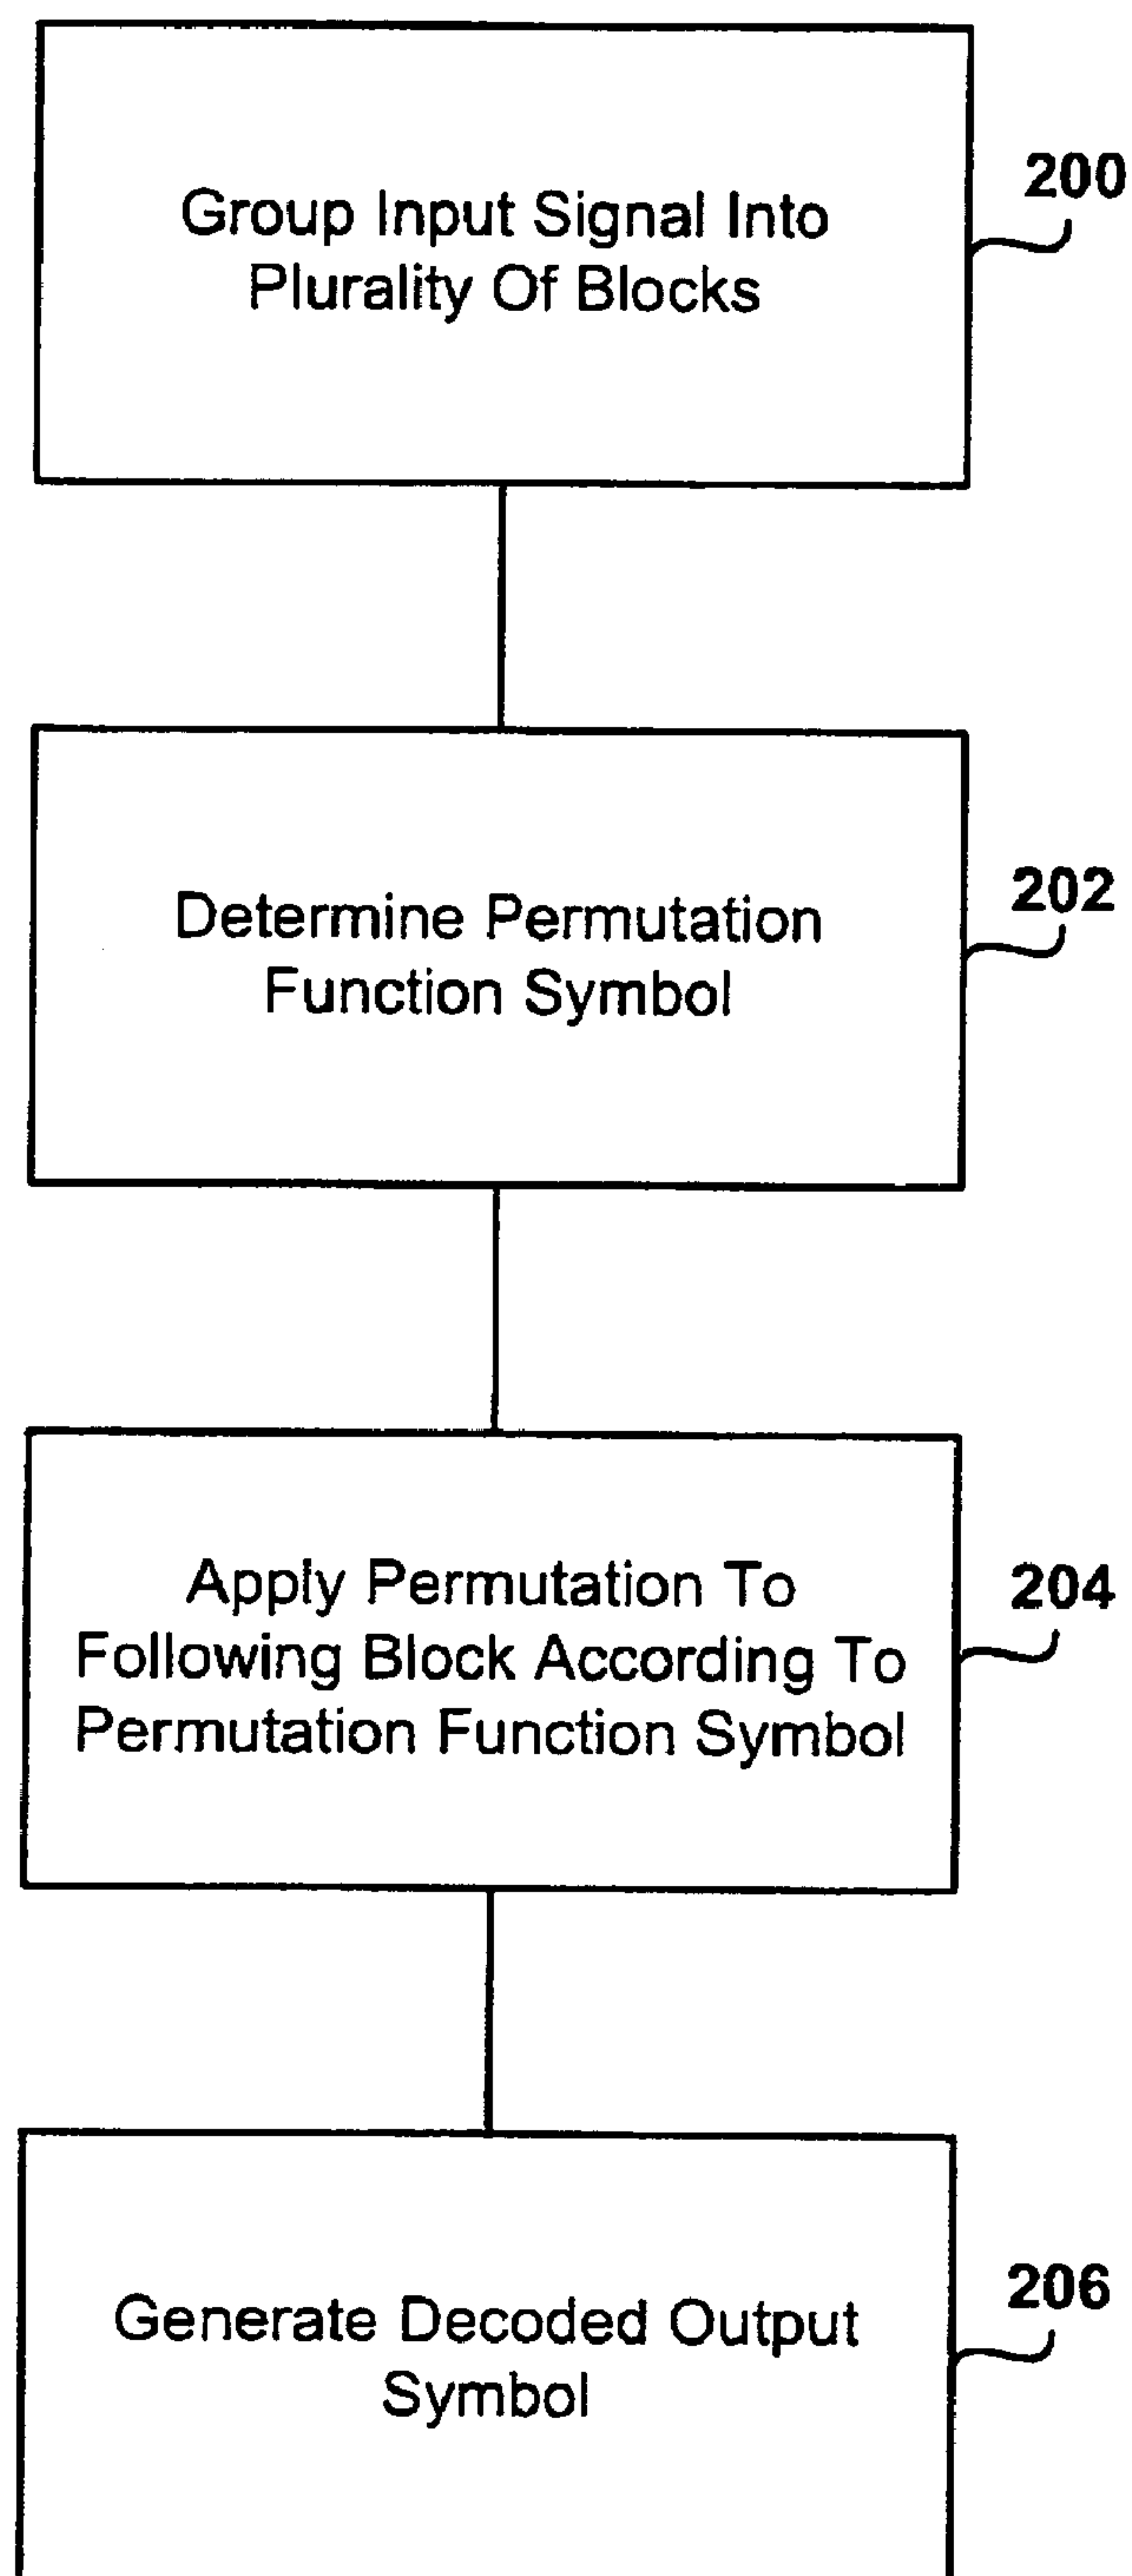 Group Input Signal Into
Plurality Of Blocks
200
Determine Permutation
Function Symbol
202
Apply Permutation To
Following Block According To
Permutation Function Symbol
204
Generate Decoded Output
Symbol
206